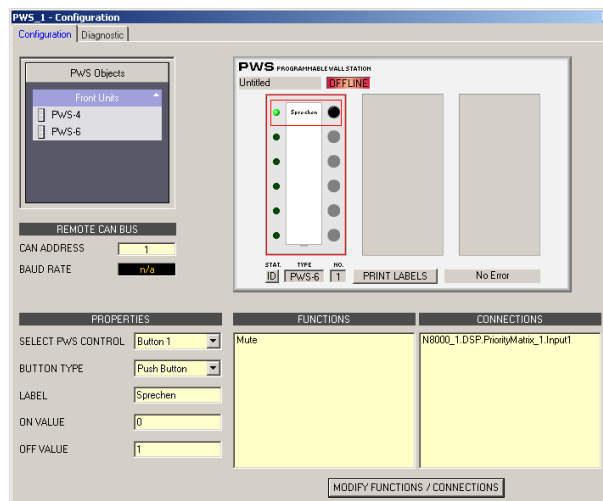 PWS_1 - Configuration
Configuration Diagnostic
PWS Objects
Front Units
PWS-4
PWS-6
REMOTE CAN BUS
CAN ADDRESS 1
BAUD RATE n/a
PWS PROGRAMMABLE WALL STATION
Untitled OFFLINE
Sprechen
STAT. TYPE NO.
ID PWS-6 1 PRINT LABELS No Error
PROPERTIES
SELECT PWS CONTROL Button 1
BUTTON TYPE Push Button
LABEL Sprechen
ON VALUE 0
OFF VALUE 1
FUNCTIONS
Mute
CONNECTIONS
N8000_1.DSP.PriorityMatrix_1.Input1
MODIFY FUNCTIONS / CONNECTIONS